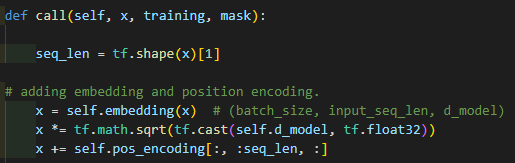 def call(self, x, training, mask):
seq_len = tf.shape(x)[1]
# adding embedding and position encoding.
x = self.embedding(x)  # (batch_size, input_seq_len, d_model)
x *= tf.math.sqrt(tf.cast(self.d_model, tf.float32))
x += self.pos_encoding[:, :seq_len, :]